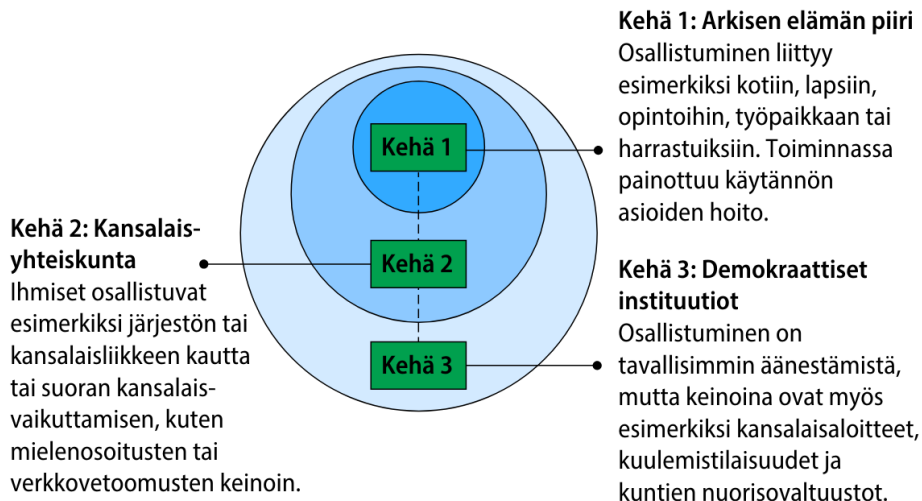 Kehä 1: Arkisen elämän piiri
Osallistuminen liittyy
esimerkiksi kotiin, lapsiin,
opintoihin, työpaikkaan tai
harrastuiksiin. Toiminnassa
painottuu käytännön
asioiden hoito.
Kehä 1
Kehä 2
Kehä 3
Kehä 2: Kansalais-
yhteiskunta
Ihmiset osallistuvat
esimerkiksi järjestön tai
kansalaisliikkeen kautta
tai suoran kansalais-
vaikuttamisen, kuten
mielenosoitusten tai
verkkovetoomusten keinoin.
Kehä 3: Demokraattiset
instituutiot
Osallistuminen on
tavallisimmin äänestämistä,
mutta keinoina ovat myös
esimerkiksi kansalaisaloitteet,
kuulemistilaisuudet ja
kuntien nuorisovaltuustot.